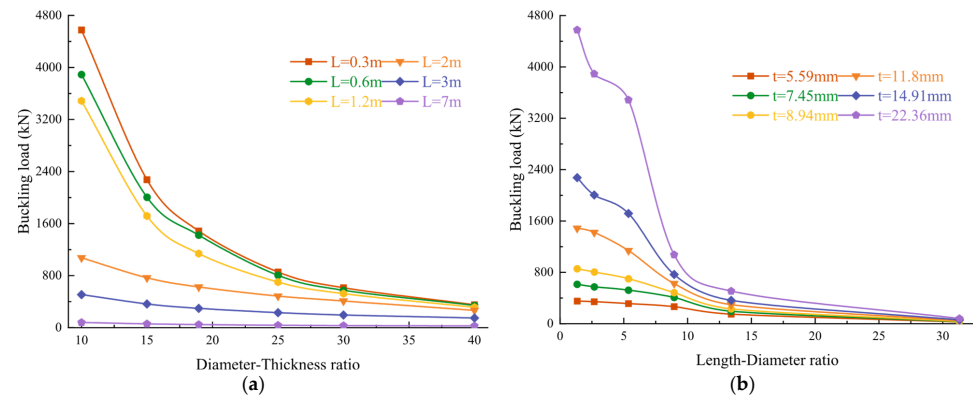 4800
4000
3200
2400
1600
800
0
Buckling load (kN)
L=0.3m L=2m
L=0.6m L=3m
L=1.2m L=7m
10 15 20 25 30 35 40
Diameter-Thickness ratio
(a)
4800
4000
3200
2400
1600
800
0
Buckling load (kN)
t=5.59mm t=11.8mm
t=7.45mm t=14.91mm
t=8.94mm t=22.36mm
0 5 10 15 20 25 30
Length-Diameter ratio
(b)